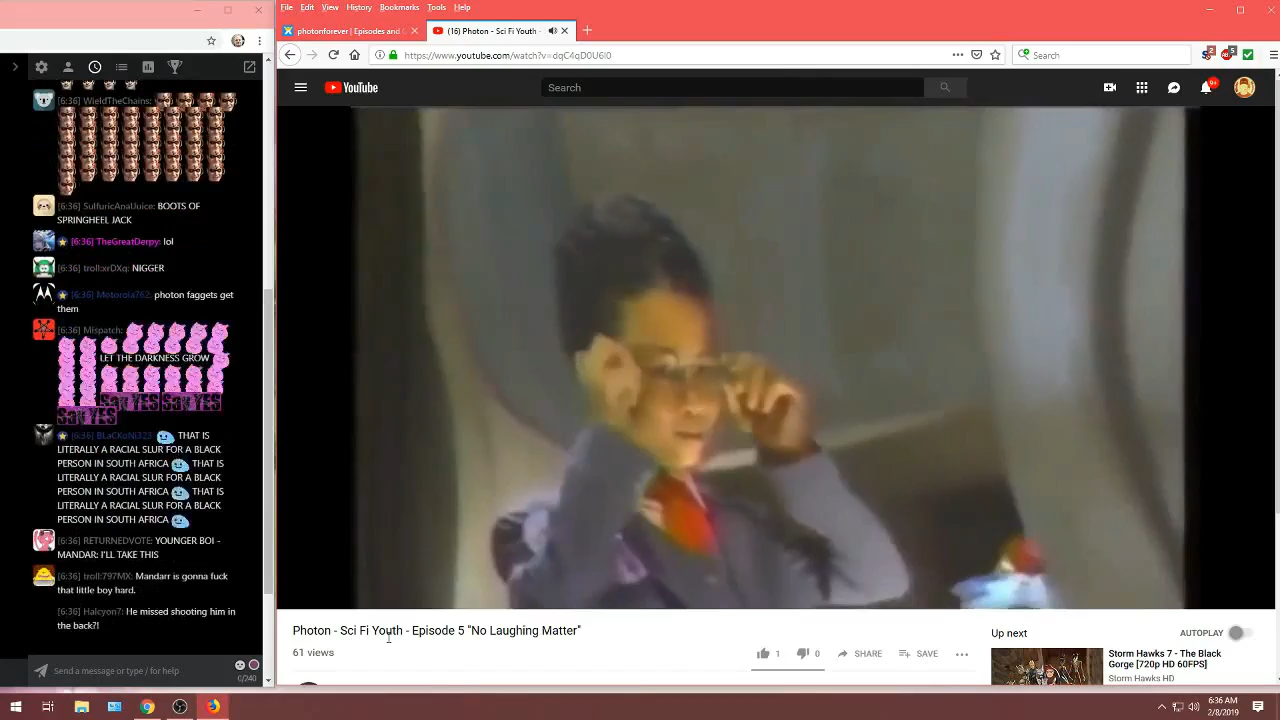 File Edit View History Bookmarks Tools Help
photonforever | Episodes and
(16) Photon - Sci Fi Youth -
https://www.youtube.com/watch?v=dqC4qD0U6I0
Search
YouTube
Search
9+
[6:36] WieldTheChains:
[6:36] SulfuricAnalJuice: BOOTS OF
SPRINGHEEL JACK
[6:36] TheGreatDerpy: lol
[6:36] troll:xrDXq: NIGGER
[6:36] Motorola762: photon faggets get
them
[6:36] Mispatch:
LET THE DARKNESS GROW
Say YES Say YES
Say YES
[6:36] BLaCKoNi323: THAT IS
LITERALLY A RACIAL SLUR FOR A BLACK
PERSON IN SOUTH AFRICA THAT IS
LITERALLY A RACIAL SLUR FOR A BLACK
PERSON IN SOUTH AFRICA THAT IS
LITERALLY A RACIAL SLUR FOR A BLACK
PERSON IN SOUTH AFRICA
[6:36] RETURNEDVOTE: YOUNGER BOI -
MANDAR: I'LL TAKE THIS
[6:36] troll:797MX: Mandarr is gonna fuck
that little boy hard.
[6:36] Halcyon7: He missed shooting him in
the back?!
Send a message or type / for help
0/240
Photon - Sci Fi Youth - Episode 5 "No Laughing Matter"
61 views
1 0 SHARE SAVE
Up next
AUTOPLAY
Storm Hawks 7 - The Black
Gorge [720p HD 60FPS]
Storm Hawks HD
6:36 AM
2/8/2019